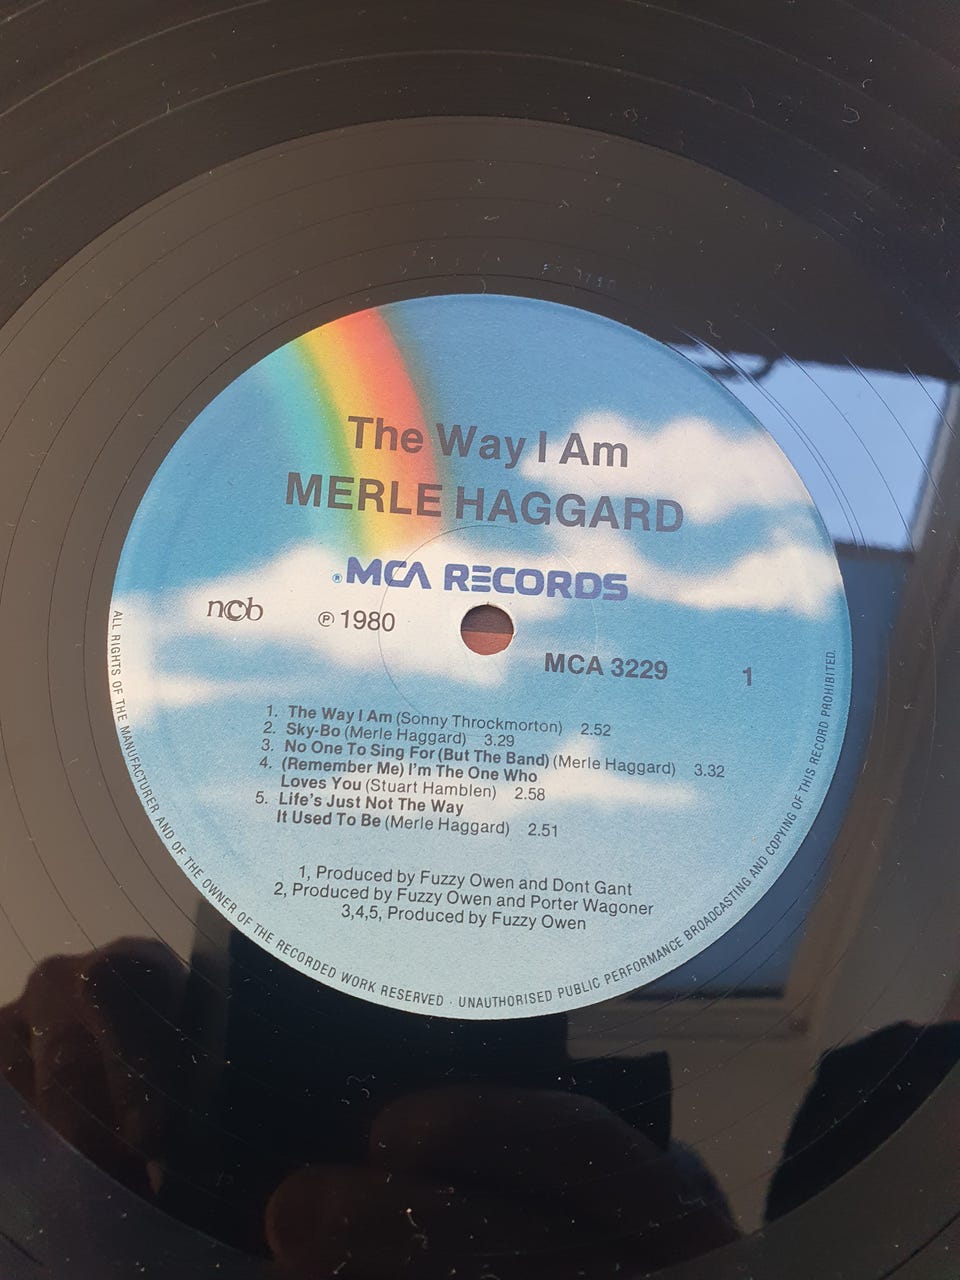 The Way I Am
MERLE HAGGARD
® MCA RECORDS
ncb
℗ 1980
MCA 3229
1
1. The Way I Am (Sonny Throckmorton) 2.52
2. Sky-Bo (Merle Haggard) 3.29
3. No One To Sing For (But The Band) (Merle Haggard) 3.32
4. (Remember Me) I'm The One Who
Loves You (Stuart Hamblen) 2.58
5. Life's Just Not The Way
It Used To Be (Merle Haggard) 2.51
1, Produced by Fuzzy Owen and Dont Gant
2, Produced by Fuzzy Owen and Porter Wagoner
3,4,5, Produced by Fuzzy Owen
ALL RIGHTS OF THE MANUFACTURER AND OF THE OWNER OF THE RECORDED WORK RESERVED · UNAUTHORISED PUBLIC PERFORMANCE BROADCASTING AND COPYING OF THIS RECORD PROHIBITED.